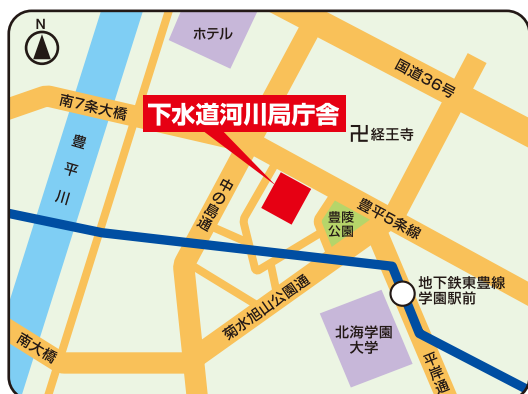 N
ホテル
国道36号
南7条大橋
下水道河川局庁舎
卍経王寺
豊平川
中の島通
豊陵
公園
豊平5条線
地下鉄東豊線
学園駅前
菊水旭山公園通
北海学園
大学
南大橋
平岸通